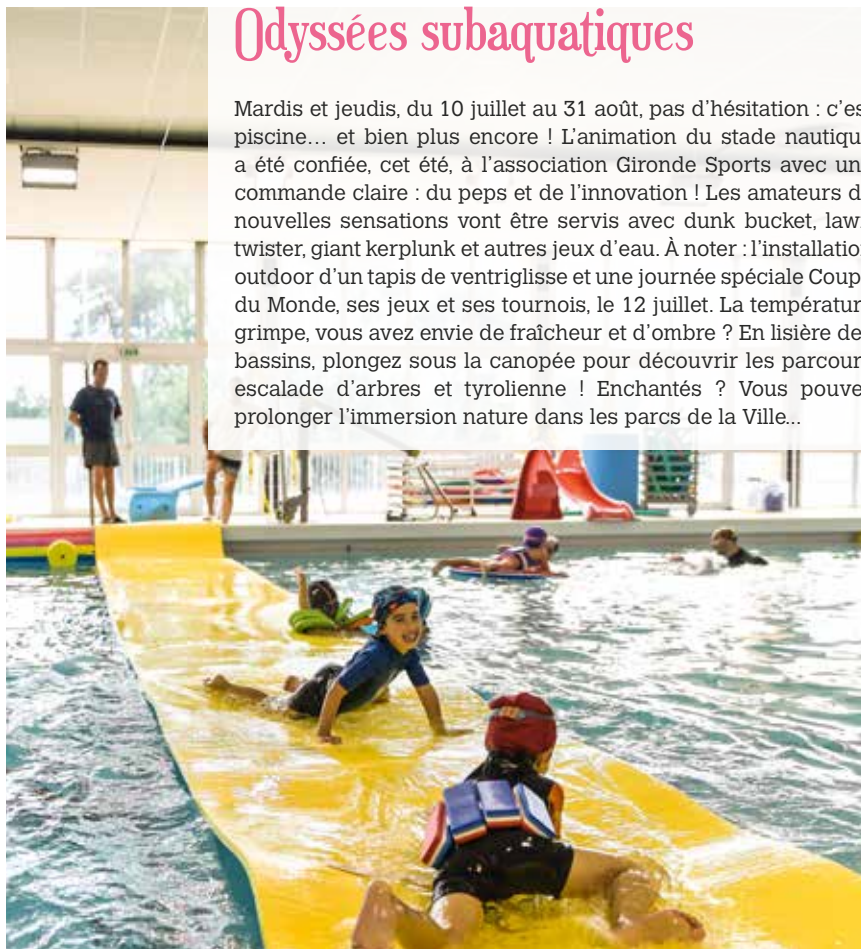 Odyssées subaquatiques
Mardis et jeudis, du 10 juillet au 31 août, pas d'hésitation : c'es
piscine… et bien plus encore ! L'animation du stade nautiqu
a été confiée, cet été, à l'association Gironde Sports avec un
commande claire : du peps et de l'innovation ! Les amateurs d
nouvelles sensations vont être servis avec dunk bucket, law
twister, giant kerplunk et autres jeux d'eau. À noter : l'installatio
outdoor d'un tapis de ventriglisse et une journée spéciale Coup
du Monde, ses jeux et ses tournois, le 12 juillet. La températur
grimpe, vous avez envie de fraîcheur et d'ombre ? En lisière de
bassins, plongez sous la canopée pour découvrir les parcour
escalade d'arbres et tyrolienne ! Enchantés ? Vous pouve
prolonger l'immersion nature dans les parcs de la Ville...